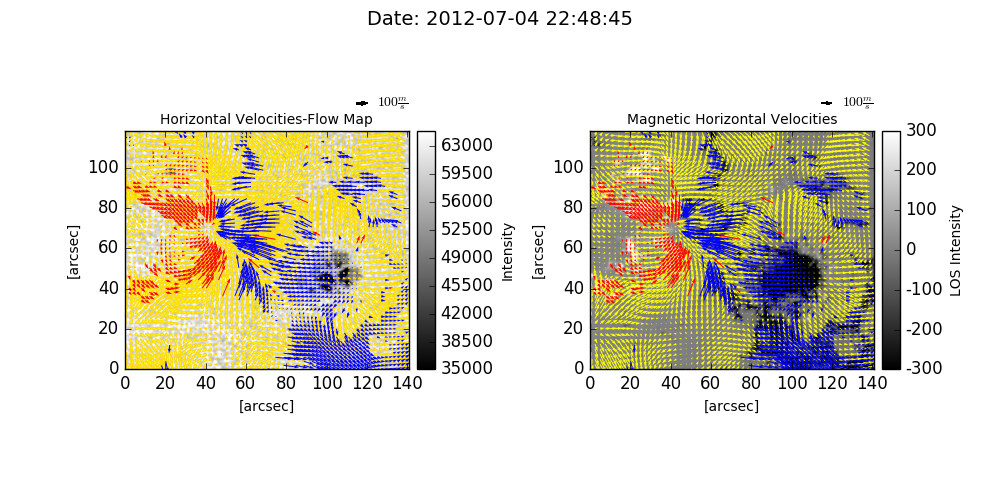 Date: 2012-07-04 22:48:45
100 m/s
100 m/s
Horizontal Velocities-Flow Map
Magnetic Horizontal Velocities
100
80
60
40
20
0
[arcsec]
0 20 40 60 80 100 120 140
[arcsec]
63000
59500
56000
52500
49000
45500
42000
38500
35000
Intensity
100
80
60
40
20
0
[arcsec]
0 20 40 60 80 100 120 140
[arcsec]
300
200
100
0
-100
-200
-300
LOS Intensity